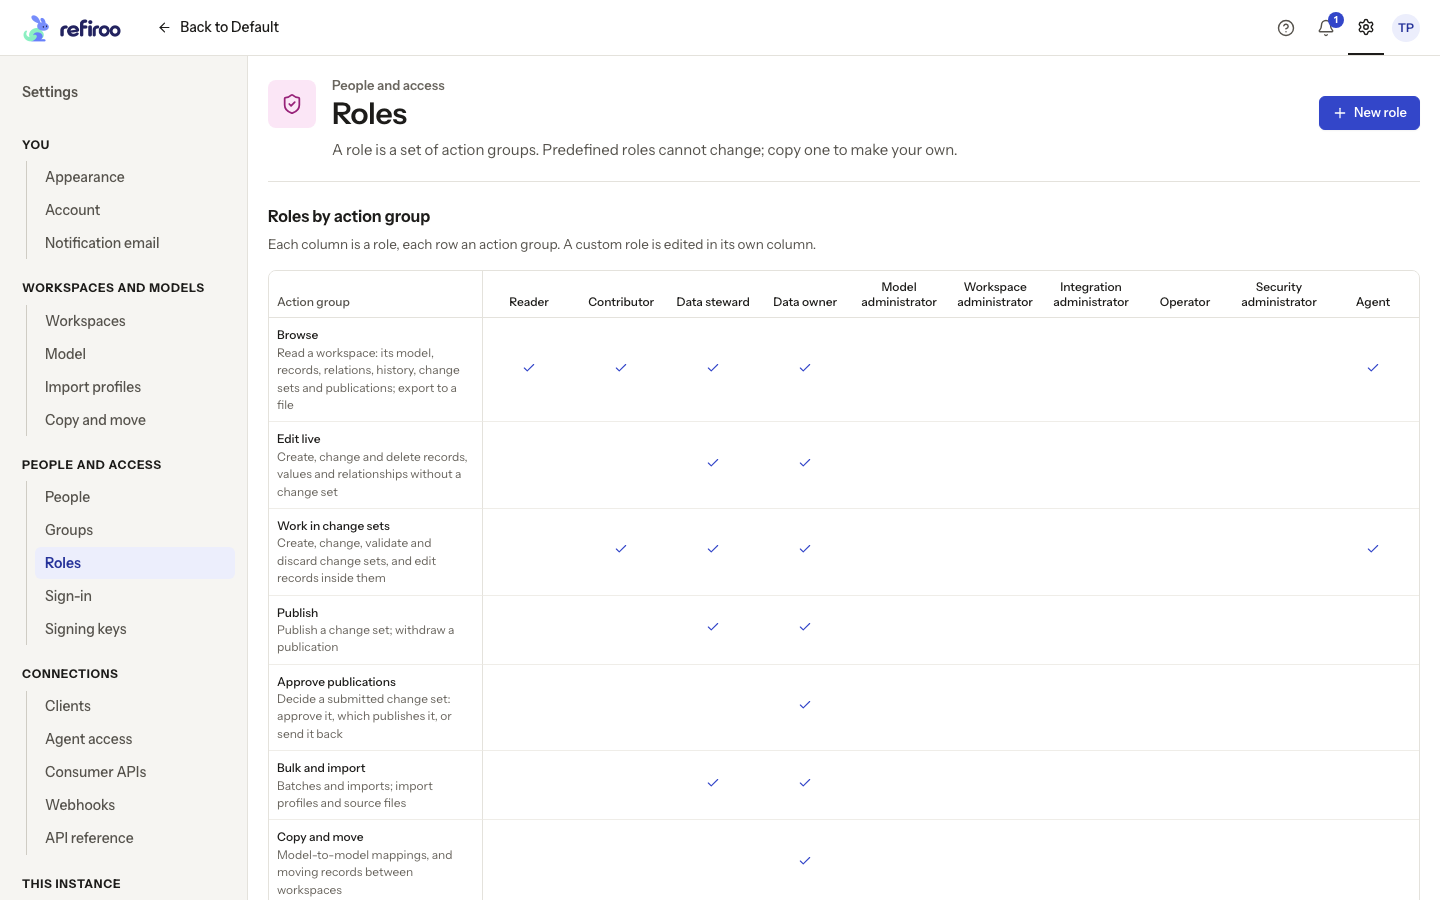 refiroo
Back to Default
1
TP
Settings
YOU
Appearance
Account
Notification email
WORKSPACES AND MODELS
Workspaces
Model
Import profiles
Copy and move
PEOPLE AND ACCESS
People
Groups
Roles
Sign-in
Signing keys
CONNECTIONS
Clients
Agent access
Consumer APIs
Webhooks
API reference
THIS INSTANCE
People and access
Roles
A role is a set of action groups. Predefined roles cannot change; copy one to make your own.
New role
Roles by action group
Each column is a role, each row an action group. A custom role is edited in its own column.
Action group
Reader
Contributor
Data steward
Data owner
Model
administrator
Workspace
administrator
Integration
administrator
Operator
Security
administrator
Agent
Browse
Read a workspace: its model,
records, relations, history, change
sets and publications; export to a
file
Edit live
Create, change and delete records,
values and relationships without a
change set
Work in change sets
Create, change, validate and
discard change sets, and edit
records inside them
Publish
Publish a change set; withdraw a
publication
Approve publications
Decide a submitted change set:
approve it, which publishes it, or
send it back
Bulk and import
Batches and imports; import
profiles and source files
Copy and move
Model-to-model mappings, and
moving records between
workspaces